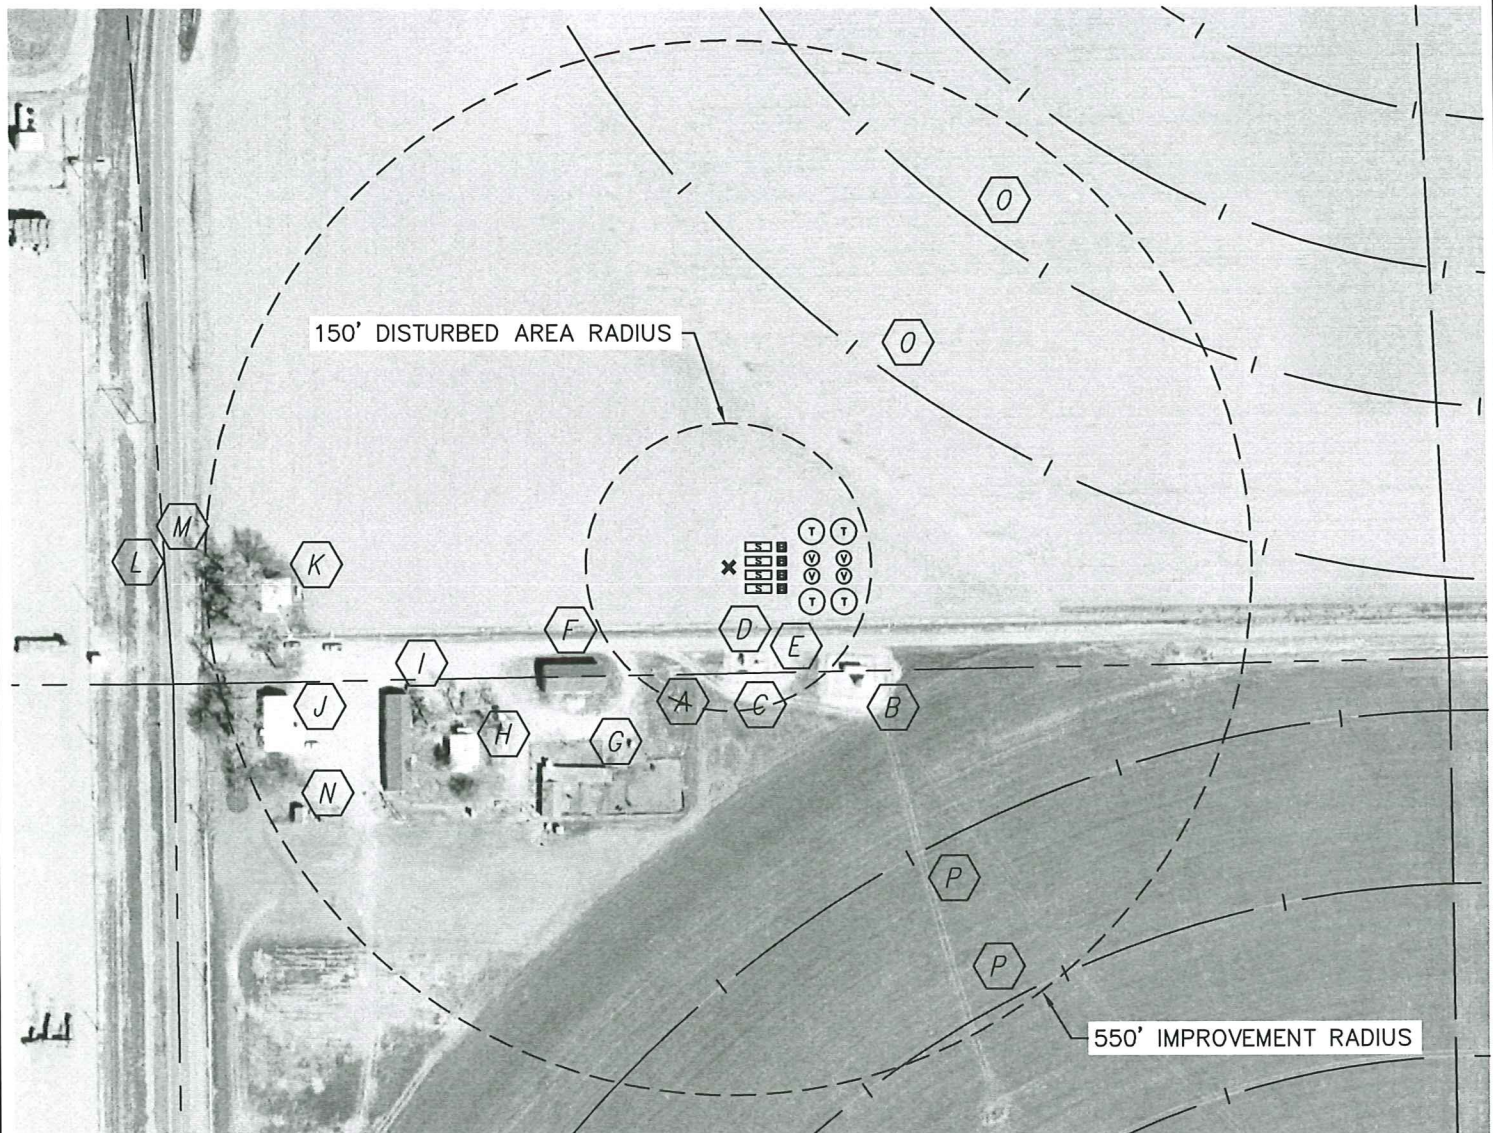 O
150' DISTURBED AREA RADIUS
O
M
L
K
T T
S V V
S V V
S
S T T
F
D
E
I
A
C
B
J
H
G
N
P
P
550' IMPROVEMENT RADIUS